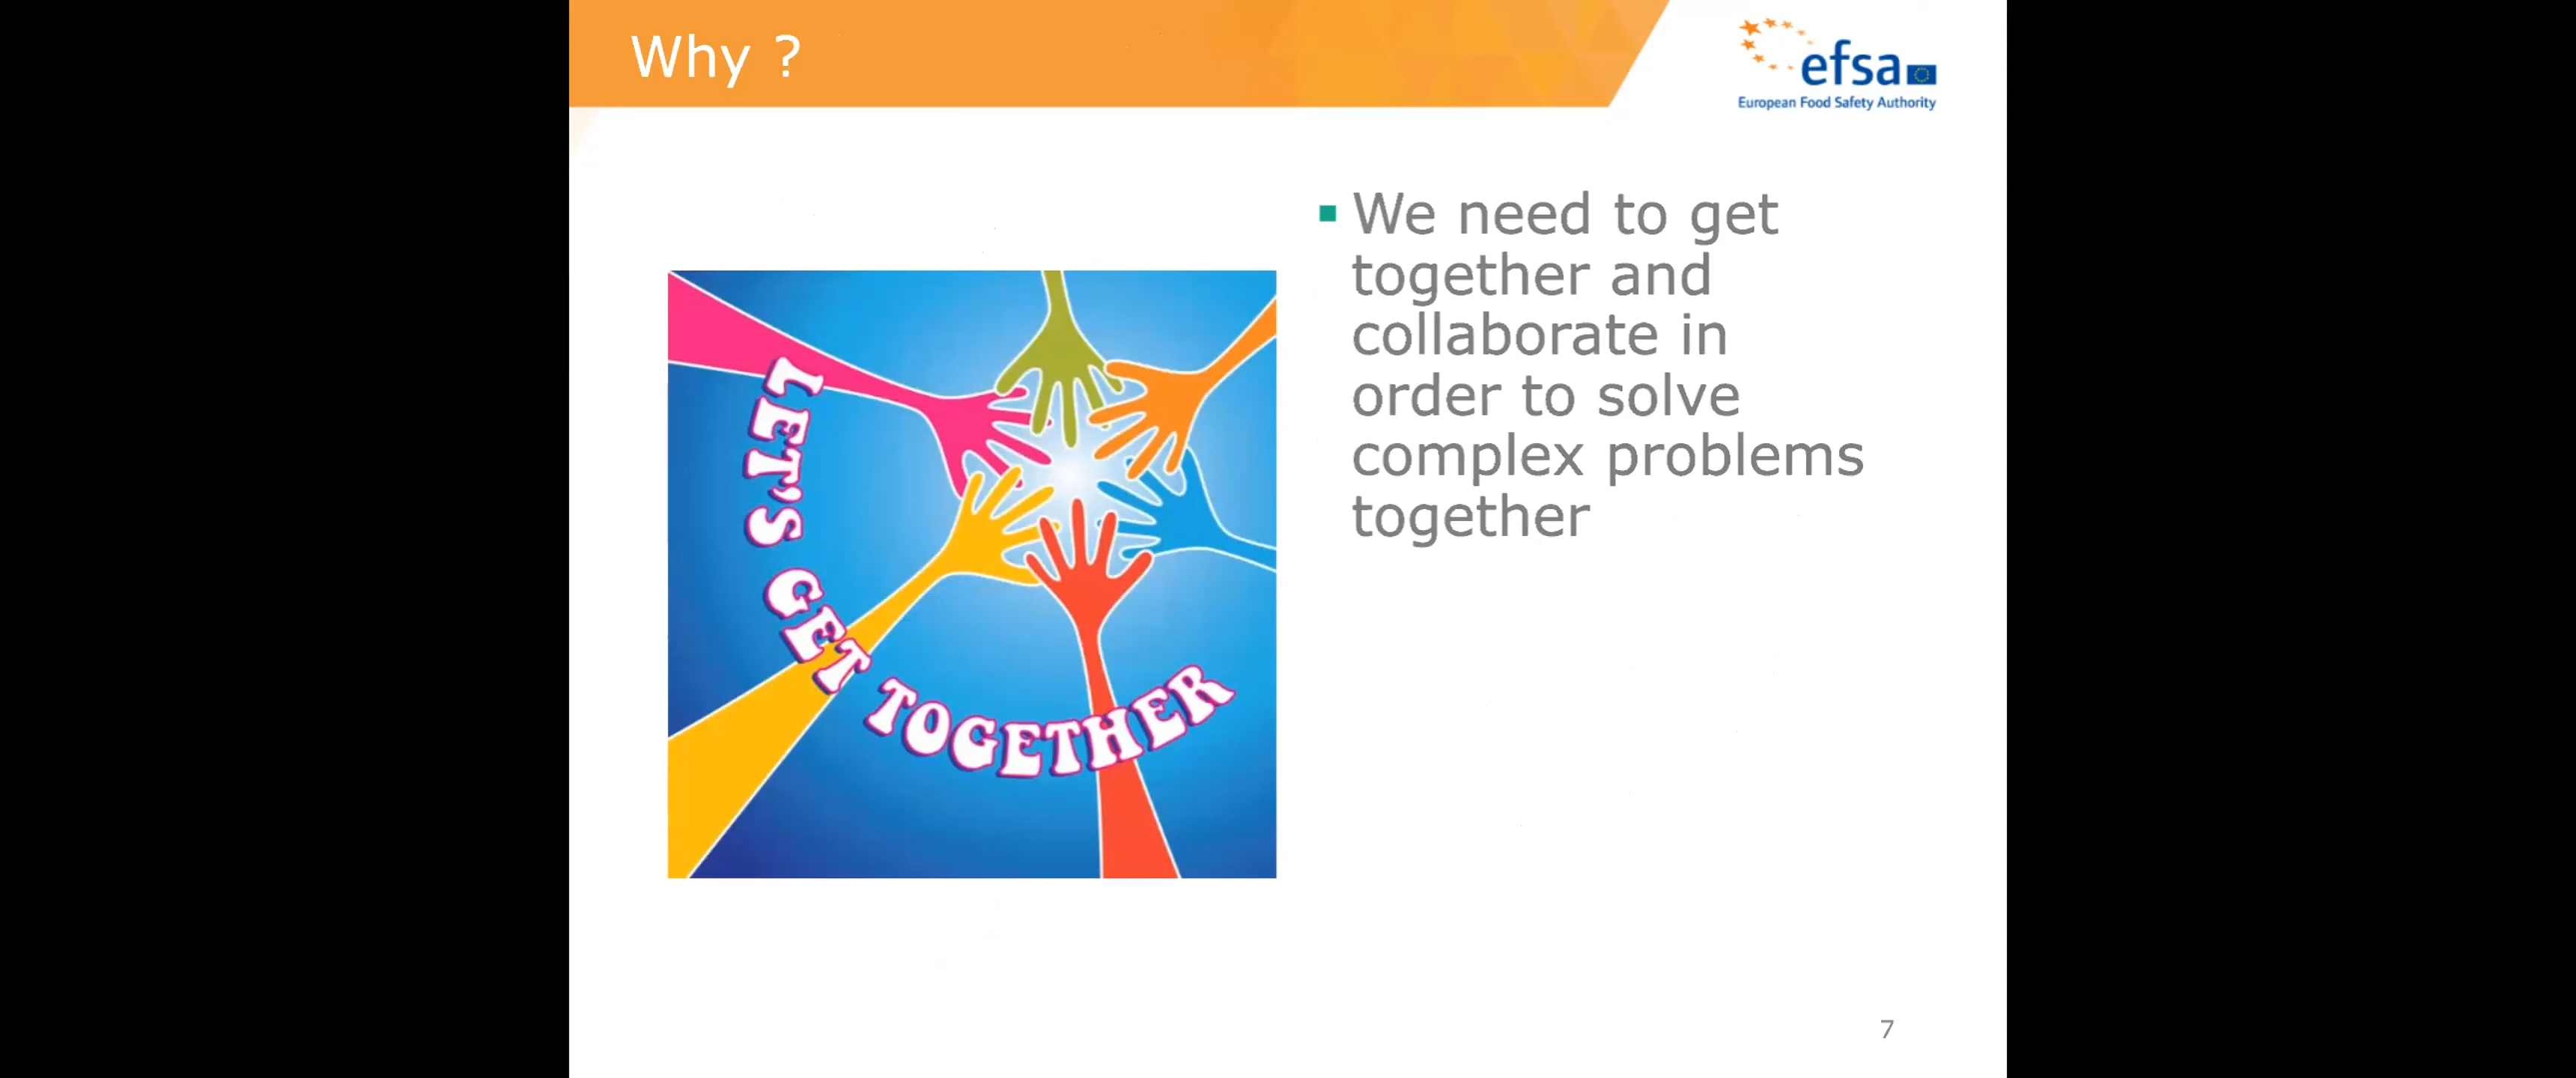 Why ?
efsa
European Food Safety Authority
LET'S GET TOGETHER
▪ We need to get
together and
collaborate in
order to solve
complex problems
together
7